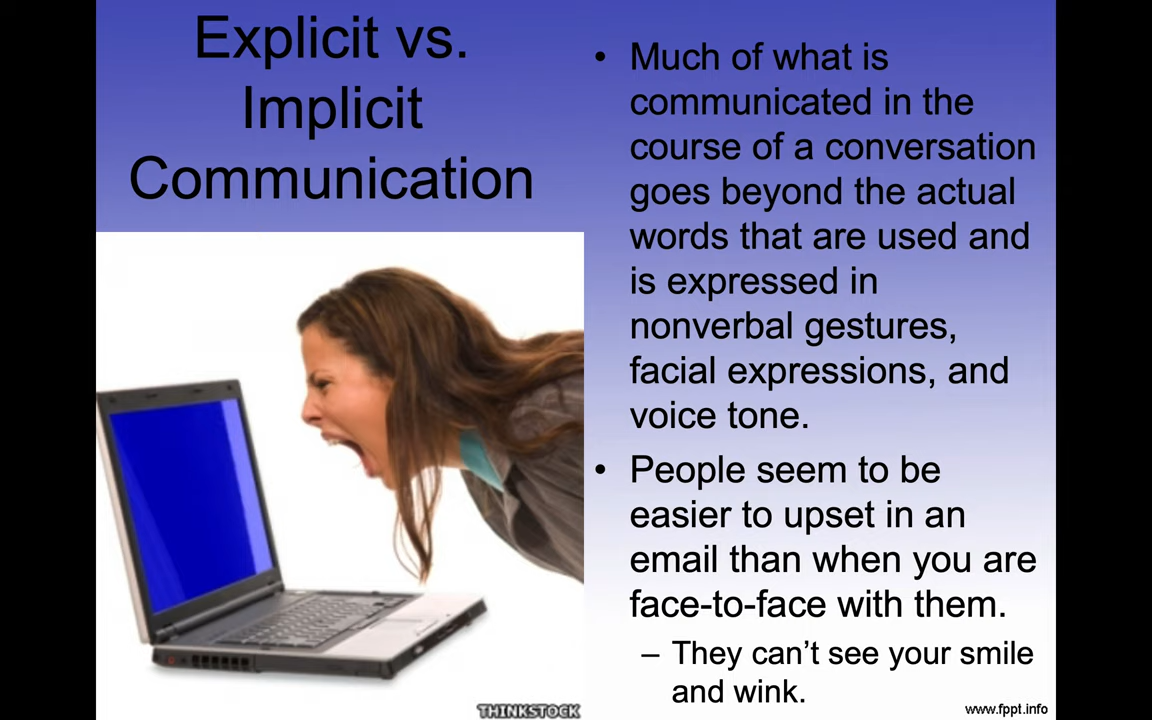 Explicit vs.
Implicit
Communication
• Much of what is
communicated in the
course of a conversation
goes beyond the actual
words that are used and
is expressed in
nonverbal gestures,
facial expressions, and
voice tone.
• People seem to be
easier to upset in an
email than when you are
face-to-face with them.
– They can’t see your smile
and wink.
THINKSTOCK
www.fppt.info